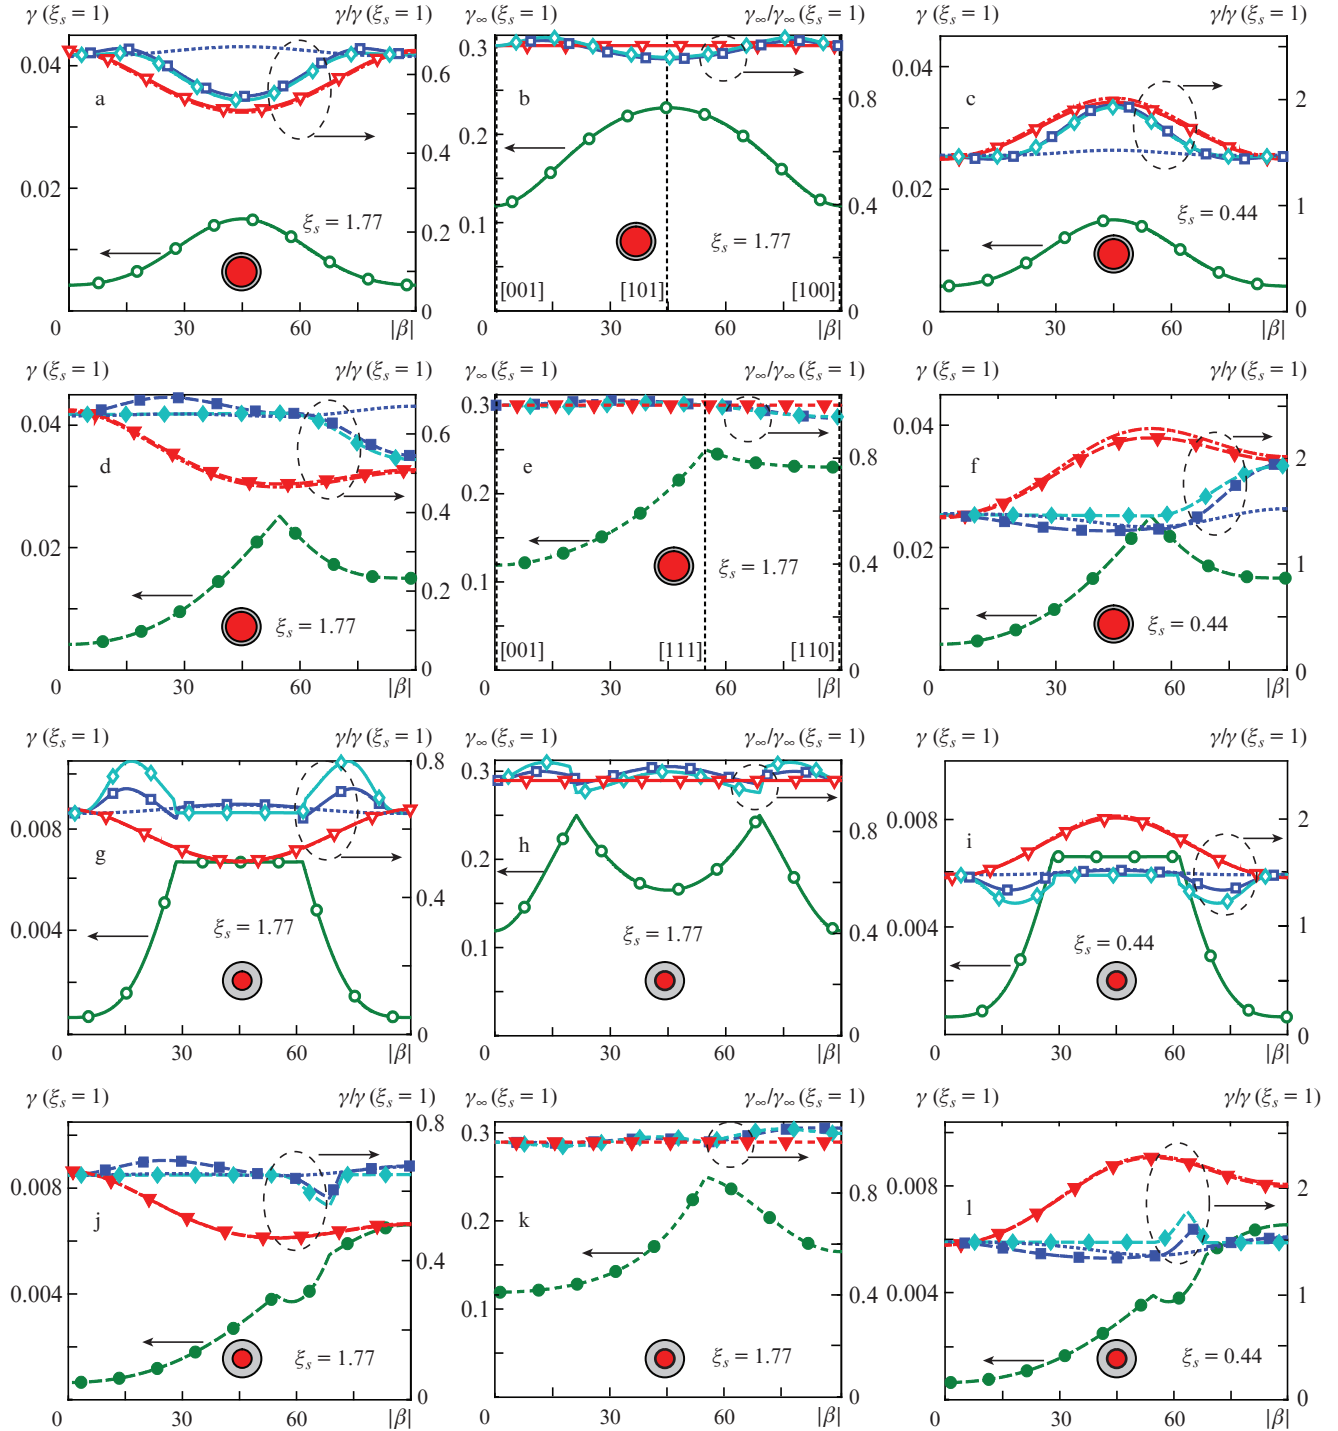 γ (ξs = 1) γ/γ (ξs = 1) γ∞ (ξs = 1) γ∞/γ∞ (ξs = 1) γ (ξs = 1) γ/γ (ξs = 1)
0.04 0.6 0.3 0.8 0.04 2
a b c
0.4 0.2
0.02 0.4 0.02 1
ξs = 1.77 0.2 0.1 ξs = 1.77 ξs = 0.44
[001] [101] [100]
0 0 0 0 0 0
30 60 |β| 30 60 |β| 30 60 |β|
γ (ξs = 1) γ/γ (ξs = 1) γ∞ (ξs = 1) γ∞/γ∞ (ξs = 1) γ (ξs = 1) γ/γ (ξs = 1)
0.04 0.6 0.3 0.8 0.04 2
d e f
0.4 0.2
0.02 0.2 0.1 0.4 0.02 1
ξs = 1.77 ξs = 1.77 ξs = 0.44
[001] [111] [110]
0 0 0 0 0 0
30 60 |β| 30 60 |β| 30 60 |β|
γ (ξs = 1) γ/γ (ξs = 1) γ∞ (ξs = 1) γ∞/γ∞ (ξs = 1) γ (ξs = 1) γ/γ (ξs = 1)
0.8 0.3 0.8 0.008 2
0.008
g h i
0.4 0.2
0.004 ξs = 1.77 0.1 ξs = 1.77 0.4 0.004 ξs = 0.44 1
0 0 0 0 0 0
30 60 |β| 30 60 |β| 30 60 |β|
γ (ξs = 1) γ/γ (ξs = 1) γ∞ (ξs = 1) γ∞/γ∞ (ξs = 1) γ (ξs = 1) γ/γ (ξs = 1)
0.8 0.3
0.008 0.8 0.008 2
j k l
0.4 0.2
0.004 0.1 0.4 0.004 1
ξs = 1.77 ξs = 1.77 ξs = 0.44
0 0 0 0 0 0
30 60 |β| 30 60 |β| 30 60 |β|